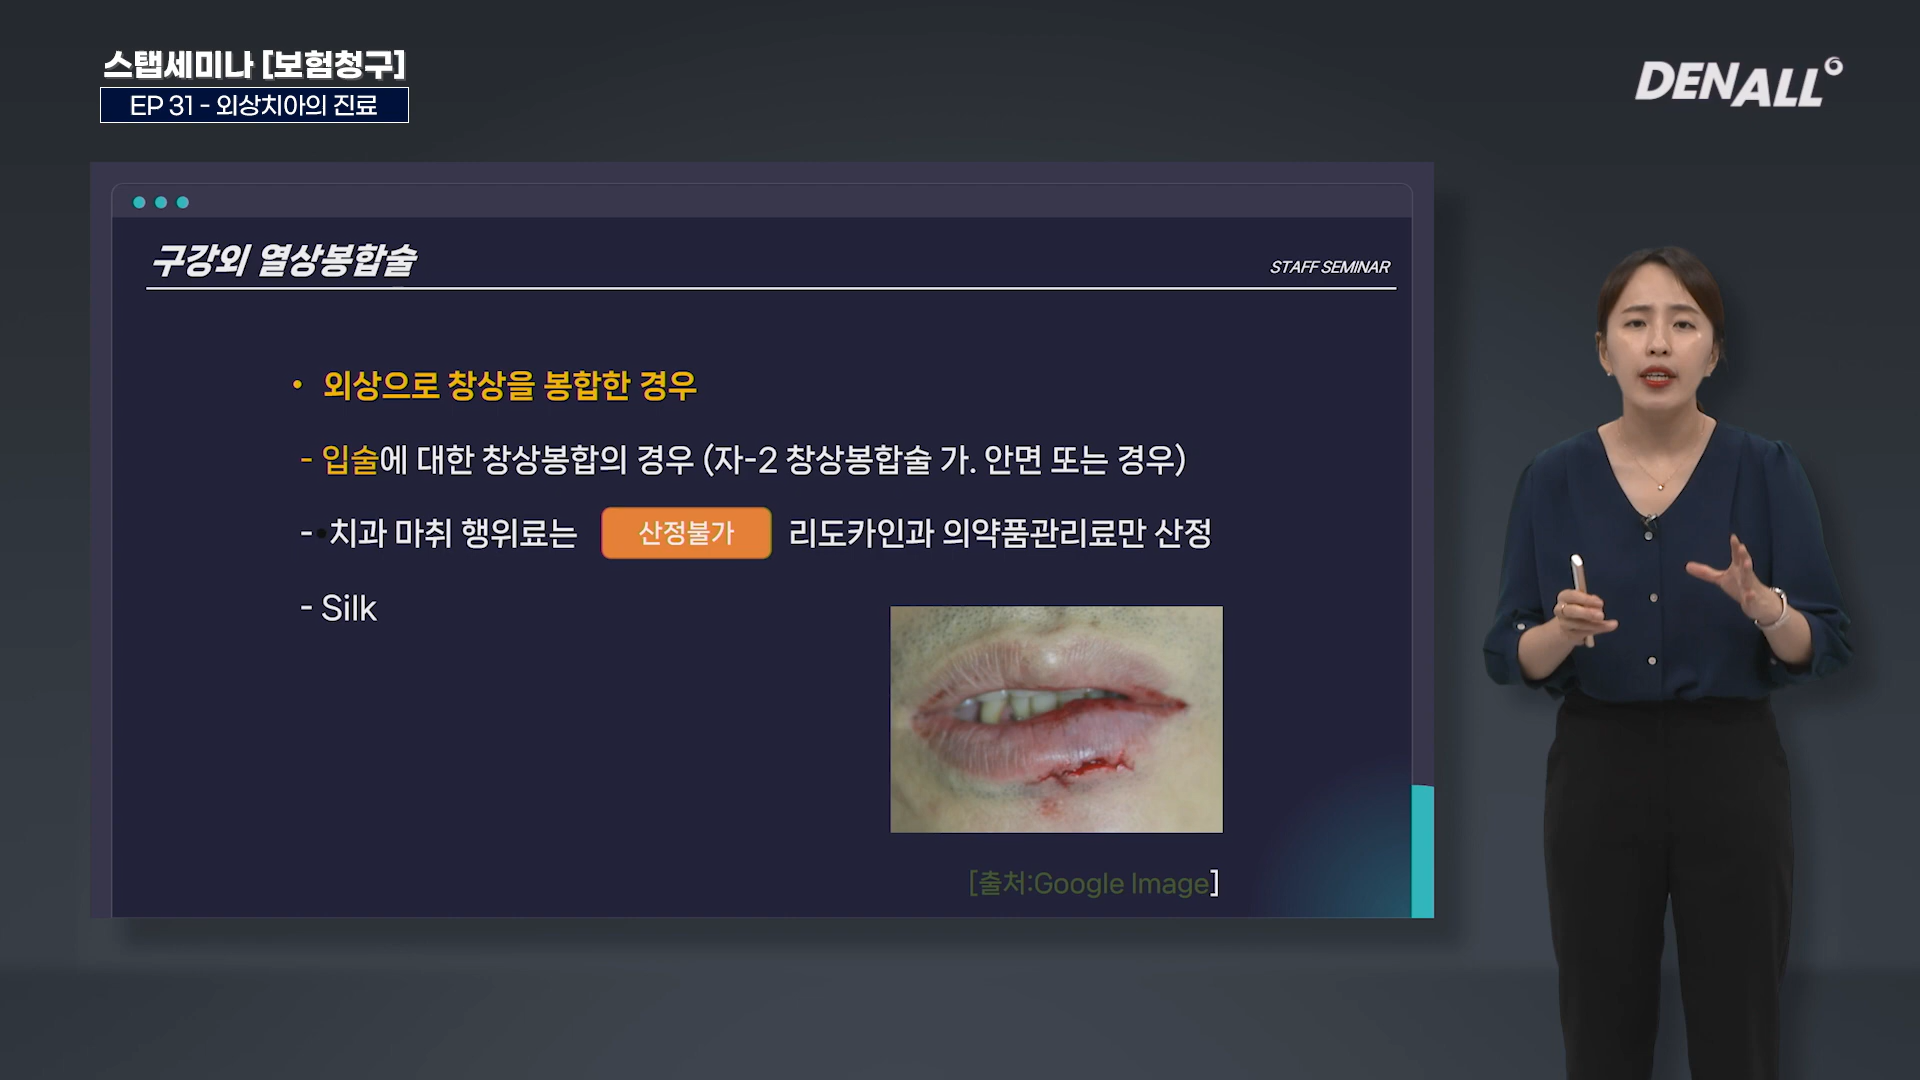 스탭세미나 [보험청구]
EP 31 - 외상치아의 진료
DENALL
구강외 열상봉합술
STAFF SEMINAR
• 외상으로 창상을 봉합한 경우
- 입술에 대한 창상봉합의 경우 (자-2 창상봉합술 가. 안면 또는 경우)
- 치과 마취 행위료는 산정불가 리도카인과 의약품관리료만 산정
- Silk
[출처:Google Image]